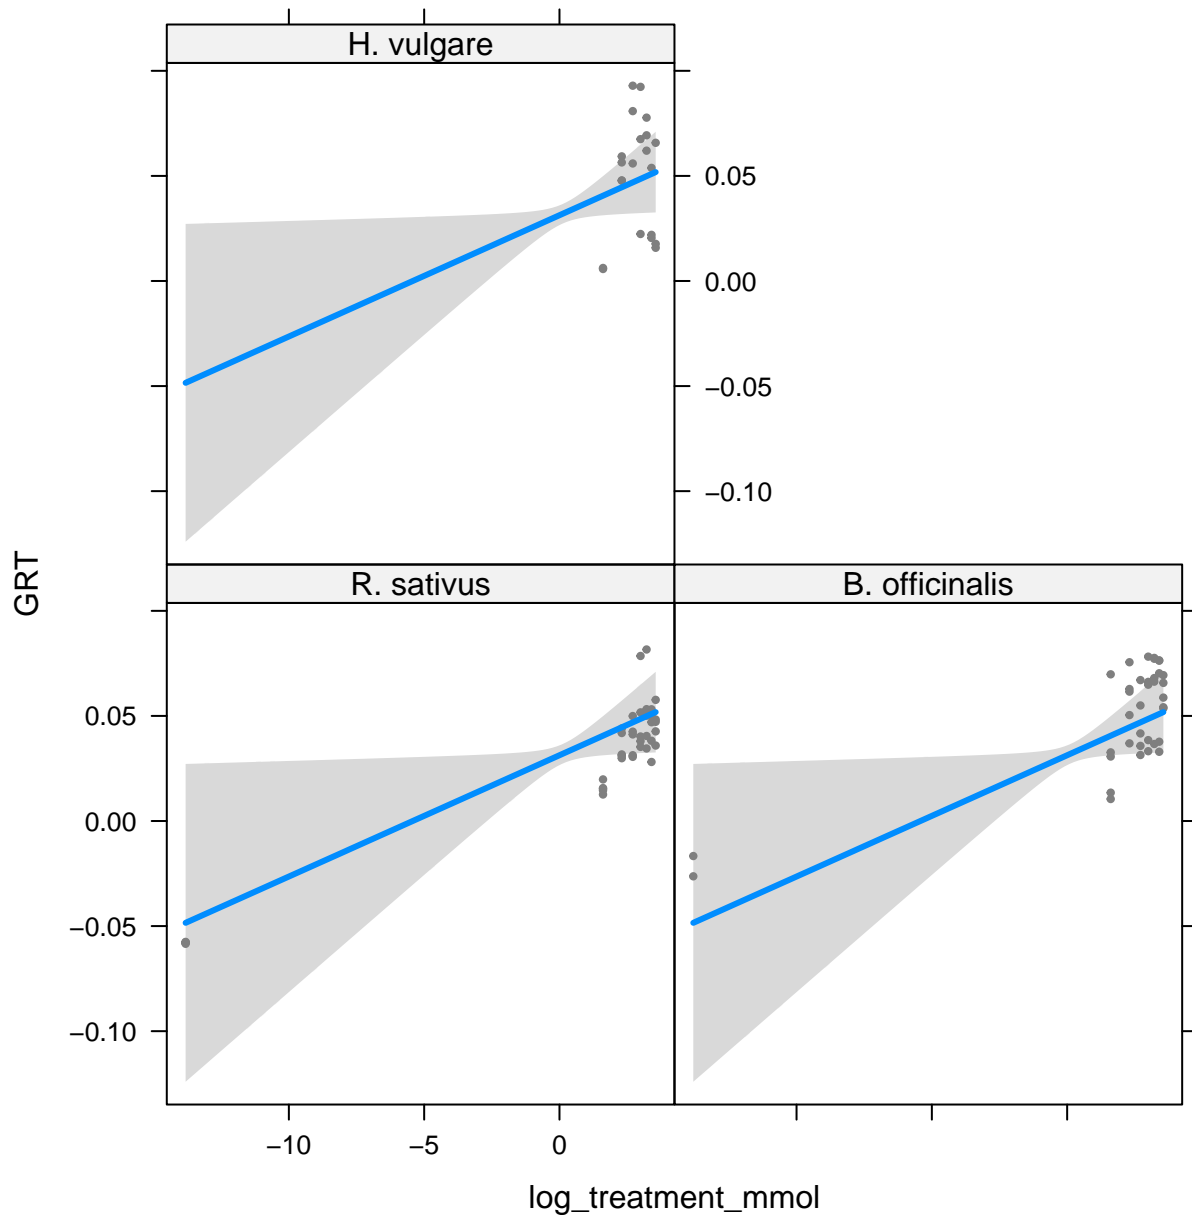 H. vulgare
0.05
0.00
−0.05
−0.10
GRT
R. sativus
B. officinalis
0.05
0.00
−0.05
−0.10
−10
−5
0
log_treatment_mmol